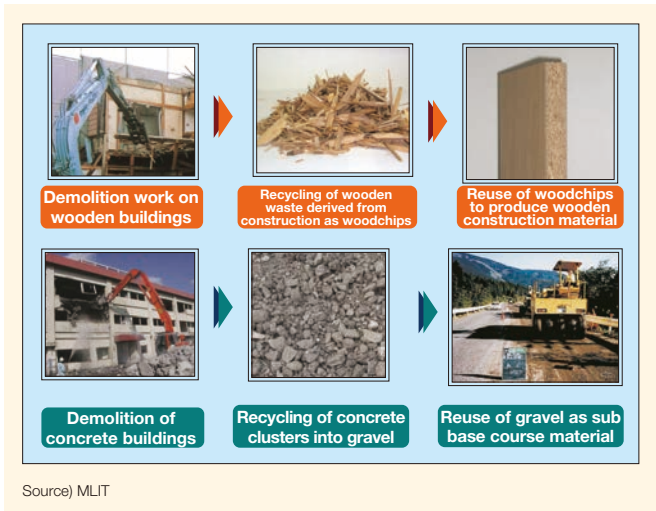 Demolition work on
wooden buildings
Recycling of wooden
waste derived from
construction as woodchips
Reuse of woodchips
to produce wooden
construction material
Demolition of
concrete buildings
Recycling of concrete
clusters into gravel
Reuse of gravel as sub
base course material
Source) MLIT